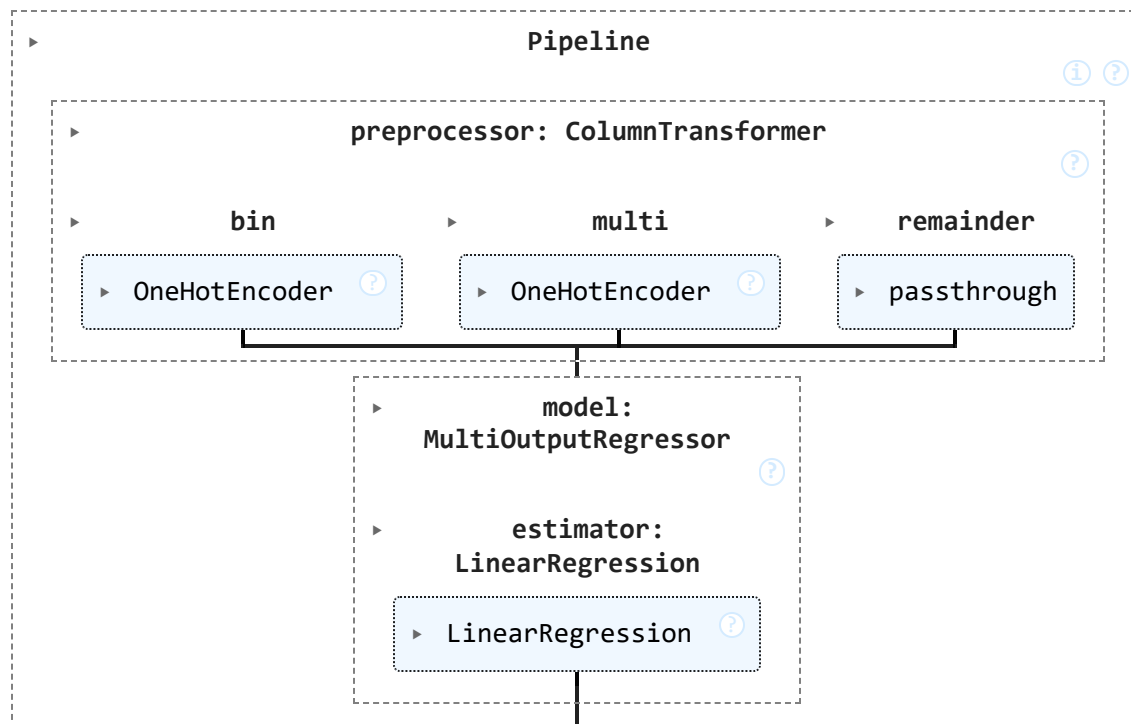 Pipeline
i ?
preprocessor: ColumnTransformer
?
bin multi remainder
OneHotEncoder ? OneHotEncoder ? passthrough
model:
MultiOutputRegressor
?
estimator:
LinearRegression
LinearRegression ?